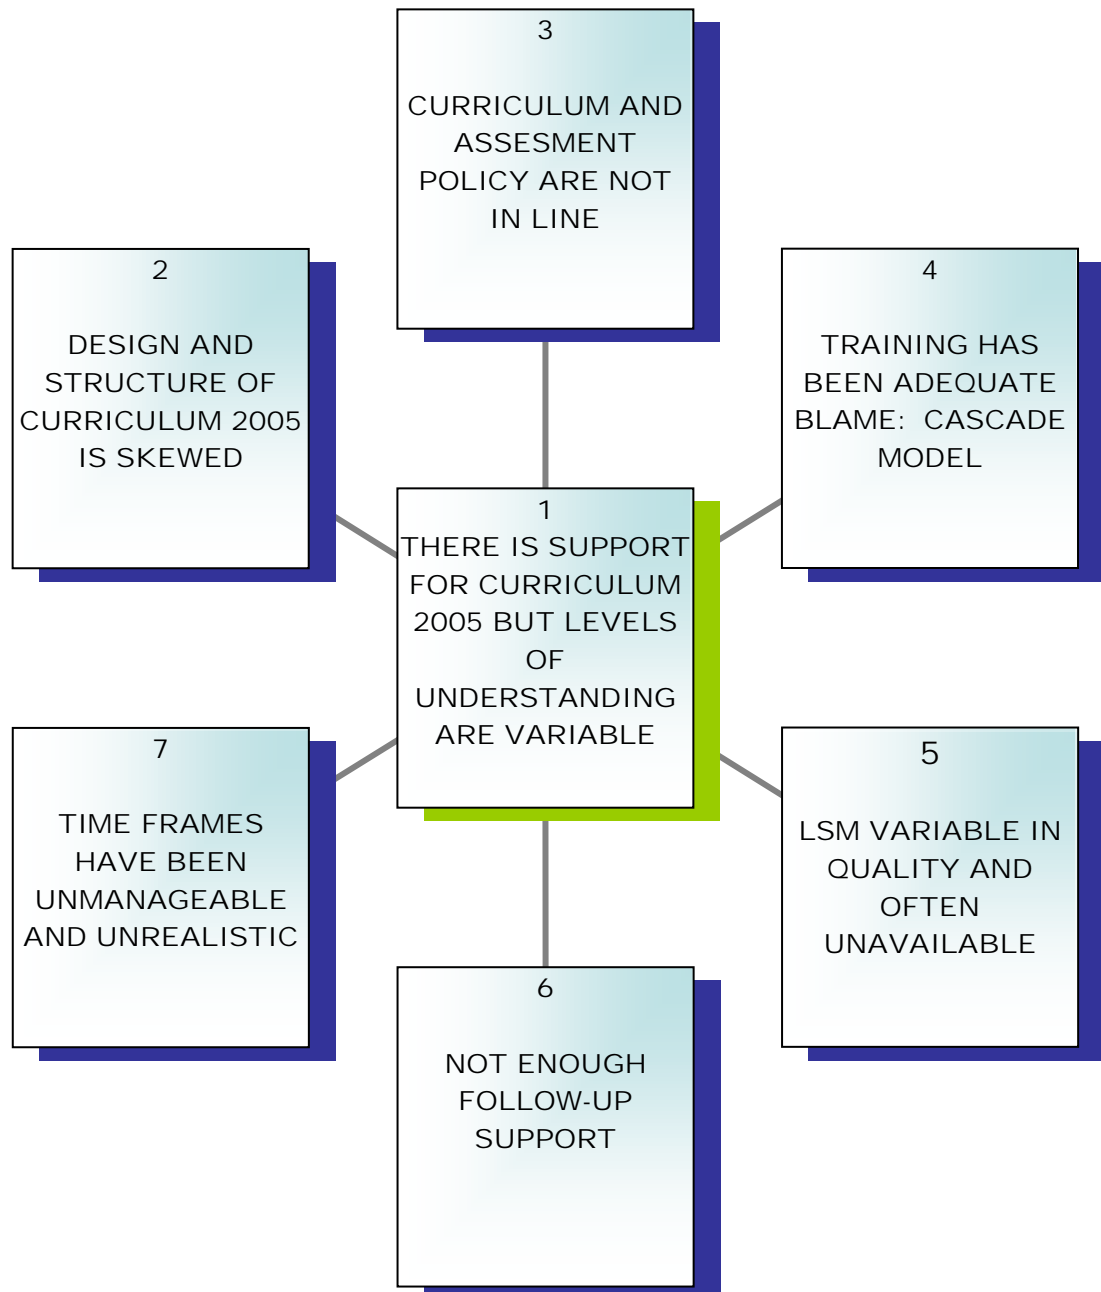 3
CURRICULUM AND
ASSESMENT
POLICY ARE NOT
IN LINE
2
DESIGN AND
STRUCTURE OF
CURRICULUM 2005
IS SKEWED
4
TRAINING HAS
BEEN ADEQUATE
BLAME: CASCADE
MODEL
1
THERE IS SUPPORT
FOR CURRICULUM
2005 BUT LEVELS
OF
UNDERSTANDING
ARE VARIABLE
7
TIME FRAMES
HAVE BEEN
UNMANAGEABLE
AND UNREALISTIC
5
LSM VARIABLE IN
QUALITY AND
OFTEN
UNAVAILABLE
6
NOT ENOUGH
FOLLOW-UP
SUPPORT